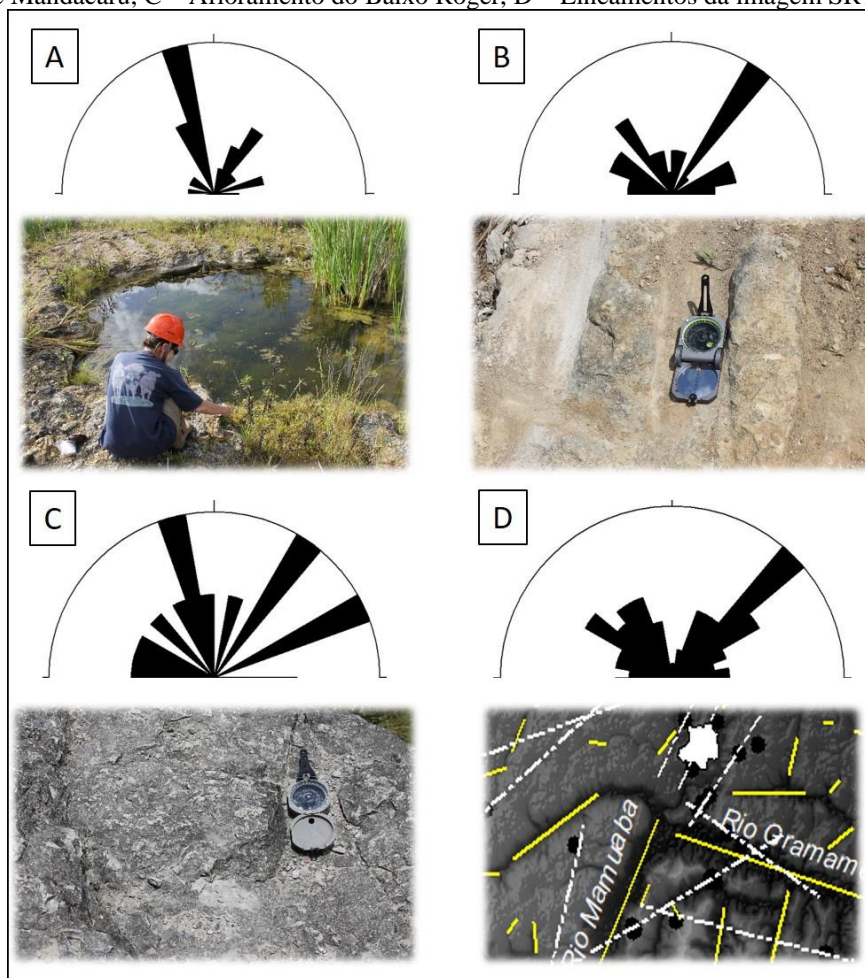 e Mandacaru; C – Afloramento do Baixo Roger; D – Lineamentos da imagem SR
A
B
C
D
Rio Mamuaba
Rio Gramam